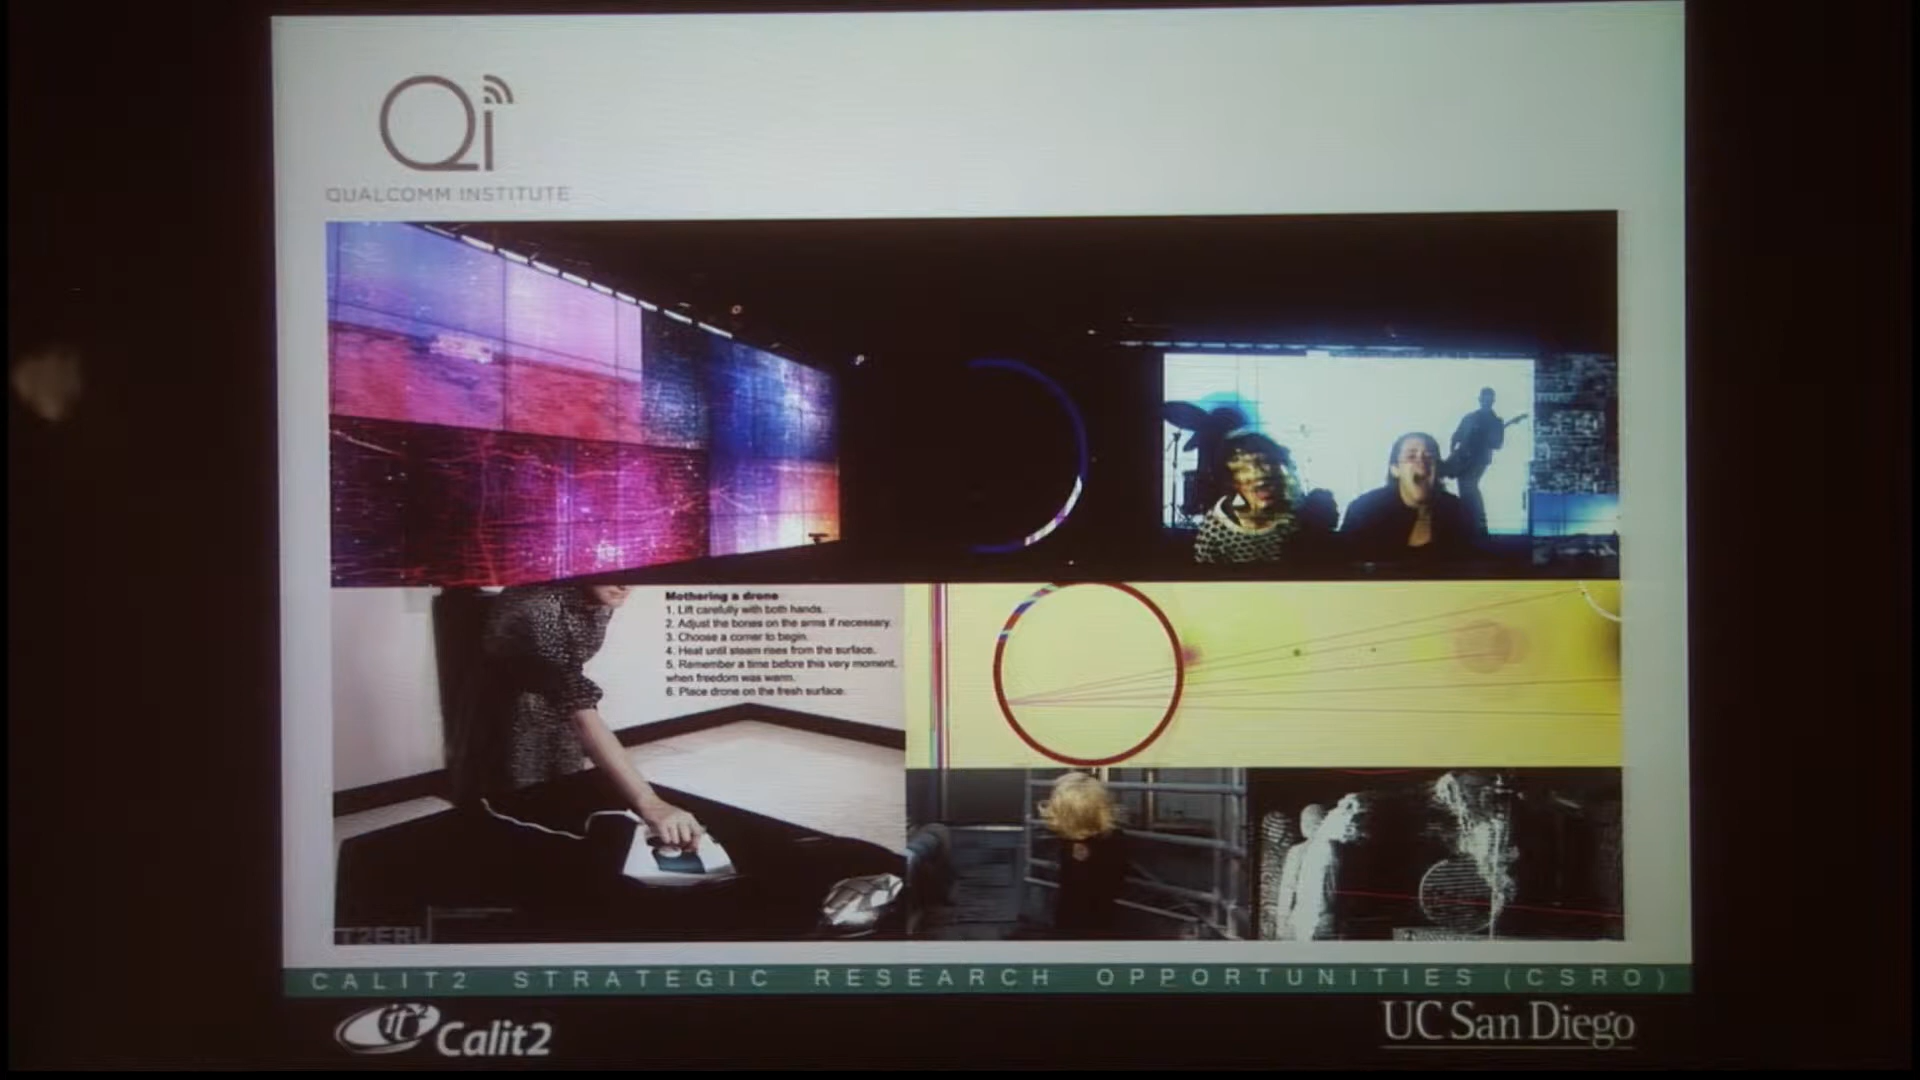 Qi
QUALCOMM INSTITUTE
Mothering a drone
1. Lift carefully with both hands.
2. Adjust the bones on the arms if necessary.
3. Choose a corner to begin.
4. Heat until steam rises from the surface.
5. Remember a time before this very moment,
when freedom was warm.
6. Place drone on the fresh surface.
CALIT2 STRATEGIC RESEARCH OPPORTUNITIES (CSRO)
it2 Calit2
UC San Diego